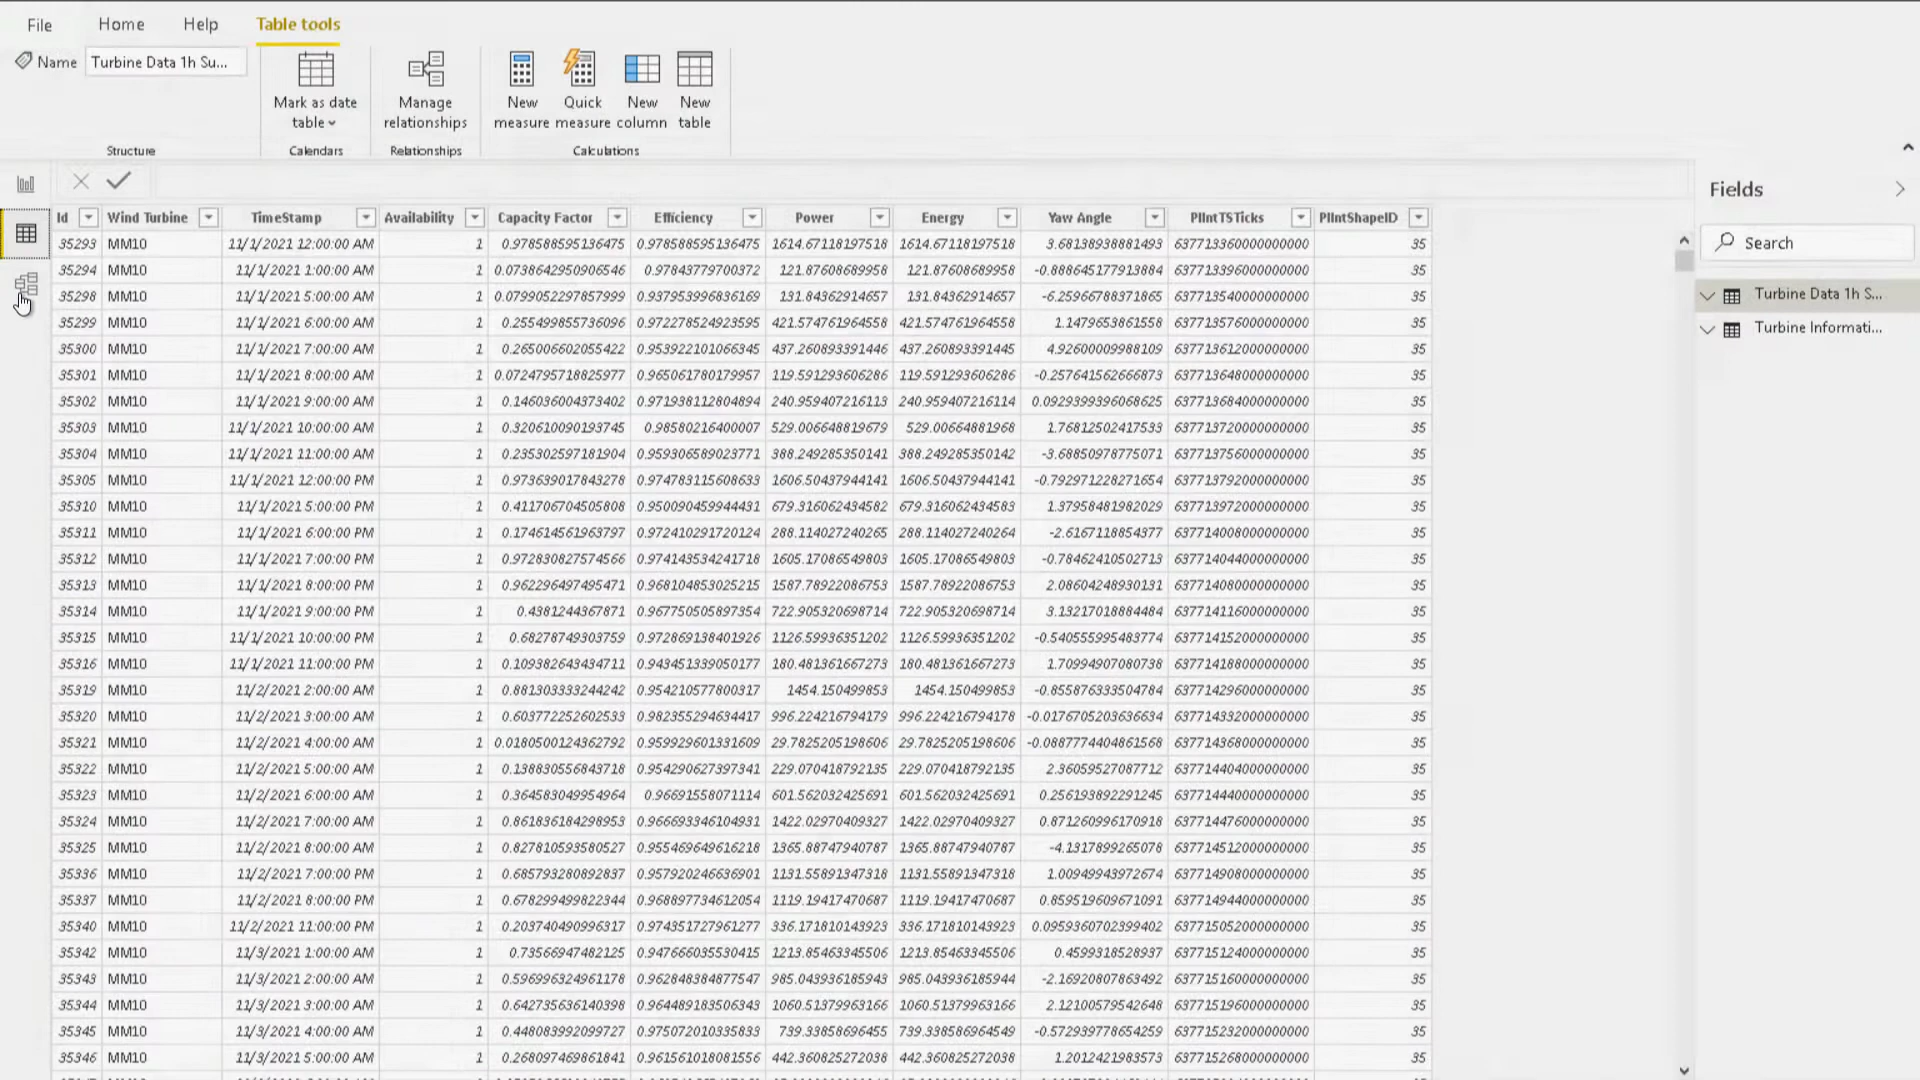 File Home Help Table tools
Name Turbine Data 1h Su...
Mark as date table
Manage relationships
New measure
Quick measure
New column
New table
Structure Calendars Relationships Calculations
Fields
Search
Turbine Data 1h S...
Turbine Informati...
Id Wind Turbine TimeStamp Availability Capacity Factor Efficiency Power Energy Yaw Angle PIIntTSTicks PIIntShapeID
35293 MM10 11/1/2021 12:00:00 AM 1 0.978588595136475 0.978588595136475 1614.67118197518 1614.67118197518 3.68138938881493 637713360000000000 35
35294 MM10 11/1/2021 1:00:00 AM 1 0.0738642950906546 0.97843779700372 121.87608689958 121.87608689958 -0.888645177913884 637713396000000000 35
35298 MM10 11/1/2021 5:00:00 AM 1 0.0799052297857999 0.937953996836169 131.84362914657 131.84362914657 -6.25966788371865 637713540000000000 35
35299 MM10 11/1/2021 6:00:00 AM 1 0.255499855736096 0.972278524923595 421.574761964558 421.574761964558 1.1479653861558 637713576000000000 35
35300 MM10 11/1/2021 7:00:00 AM 1 0.265006602055422 0.953922101066345 437.260893391446 437.260893391445 4.92600009988109 637713612000000000 35
35301 MM10 11/1/2021 8:00:00 AM 1 0.0724795718825977 0.965061780179957 119.591293606286 119.591293606286 -0.257641562666873 637713648000000000 35
35302 MM10 11/1/2021 9:00:00 AM 1 0.146036004373402 0.971938112804894 240.959407216113 240.959407216114 0.0929399396068625 637713684000000000 35
35303 MM10 11/1/2021 10:00:00 AM 1 0.320610090193745 0.98580216400007 529.006648819679 529.00664881968 1.76812502417533 637713720000000000 35
35304 MM10 11/1/2021 11:00:00 AM 1 0.235302597181904 0.959306589023771 388.249285350141 388.249285350142 -3.68850978775071 637713756000000000 35
35305 MM10 11/1/2021 12:00:00 PM 1 0.973639017843278 0.974783115608633 1606.50437944141 1606.50437944141 -0.792971228271654 637713792000000000 35
35310 MM10 11/1/2021 5:00:00 PM 1 0.411706704505808 0.950090459944431 679.316062434582 679.316062434583 1.37958481982029 637713972000000000 35
35311 MM10 11/1/2021 6:00:00 PM 1 0.174614561963797 0.972410291720124 288.114027240265 288.114027240264 -2.6167118854377 637714008000000000 35
35312 MM10 11/1/2021 7:00:00 PM 1 0.972830827574566 0.974143534241718 1605.17086549803 1605.17086549803 -0.78462410502713 637714044000000000 35
35313 MM10 11/1/2021 8:00:00 PM 1 0.962296497495471 0.968104853025215 1587.78922086753 1587.78922086753 2.08604248930131 637714080000000000 35
35314 MM10 11/1/2021 9:00:00 PM 1 0.4381244367871 0.967750505897354 722.905320698714 722.905320698714 3.13217018884484 637714116000000000 35
35315 MM10 11/1/2021 10:00:00 PM 1 0.68278749303759 0.972869138401926 1126.59936351202 1126.59936351202 -0.540555995483774 637714152000000000 35
35316 MM10 11/1/2021 11:00:00 PM 1 0.109382643434711 0.943451339050177 180.481361667273 180.481361667273 1.70994907080738 637714188000000000 35
35319 MM10 11/2/2021 2:00:00 AM 1 0.881303333244242 0.954210577800317 1454.150499853 1454.150499853 -0.855876333504784 637714296000000000 35
35320 MM10 11/2/2021 3:00:00 AM 1 0.603772252602533 0.982355294634417 996.224216794179 996.224216794178 -0.0176705203636634 637714332000000000 35
35321 MM10 11/2/2021 4:00:00 AM 1 0.0180500124362792 0.959929601331609 29.7825205198606 29.7825205198606 -0.0887774404861568 637714368000000000 35
35322 MM10 11/2/2021 5:00:00 AM 1 0.138830556843718 0.954290627397341 229.070418792135 229.070418792135 2.36059527087712 637714404000000000 35
35323 MM10 11/2/2021 6:00:00 AM 1 0.364583049954964 0.96691558071114 601.562032425691 601.562032425691 0.256193892291245 637714440000000000 35
35324 MM10 11/2/2021 7:00:00 AM 1 0.861836184298953 0.966693346104931 1422.02970409327 1422.02970409327 0.871260996170918 637714476000000000 35
35325 MM10 11/2/2021 8:00:00 AM 1 0.827810593580527 0.955469649616218 1365.88747940787 1365.88747940787 -4.1317899265078 637714512000000000 35
35336 MM10 11/2/2021 7:00:00 PM 1 0.685793280892837 0.957920246636901 1131.55891347318 1131.55891347318 1.00949943972674 637714908000000000 35
35337 MM10 11/2/2021 8:00:00 PM 1 0.678299499822344 0.968897734612054 1119.19417470687 1119.19417470687 0.859519609671091 637714944000000000 35
35340 MM10 11/2/2021 11:00:00 PM 1 0.203740490996317 0.974351727961277 336.171810143923 336.171810143923 0.0959360702399402 637715052000000000 35
35342 MM10 11/3/2021 1:00:00 AM 1 0.73566947482125 0.947666035530415 1213.85463345506 1213.85463345506 0.4599318528937 637715124000000000 35
35343 MM10 11/3/2021 2:00:00 AM 1 0.596996324961178 0.962848384877547 985.043936185943 985.043936185944 -2.16920807863492 637715160000000000 35
35344 MM10 11/3/2021 3:00:00 AM 1 0.642735636140398 0.964489183506343 1060.51379963166 1060.51379963166 2.12100579542648 637715196000000000 35
35345 MM10 11/3/2021 4:00:00 AM 1 0.448083992099727 0.975072010335833 739.33858696455 739.338586964549 -0.572939778654259 637715232000000000 35
35346 MM10 11/3/2021 5:00:00 AM 1 0.268097469861841 0.961561018081556 442.360825272038 442.360825272038 1.2012421983573 637715268000000000 35